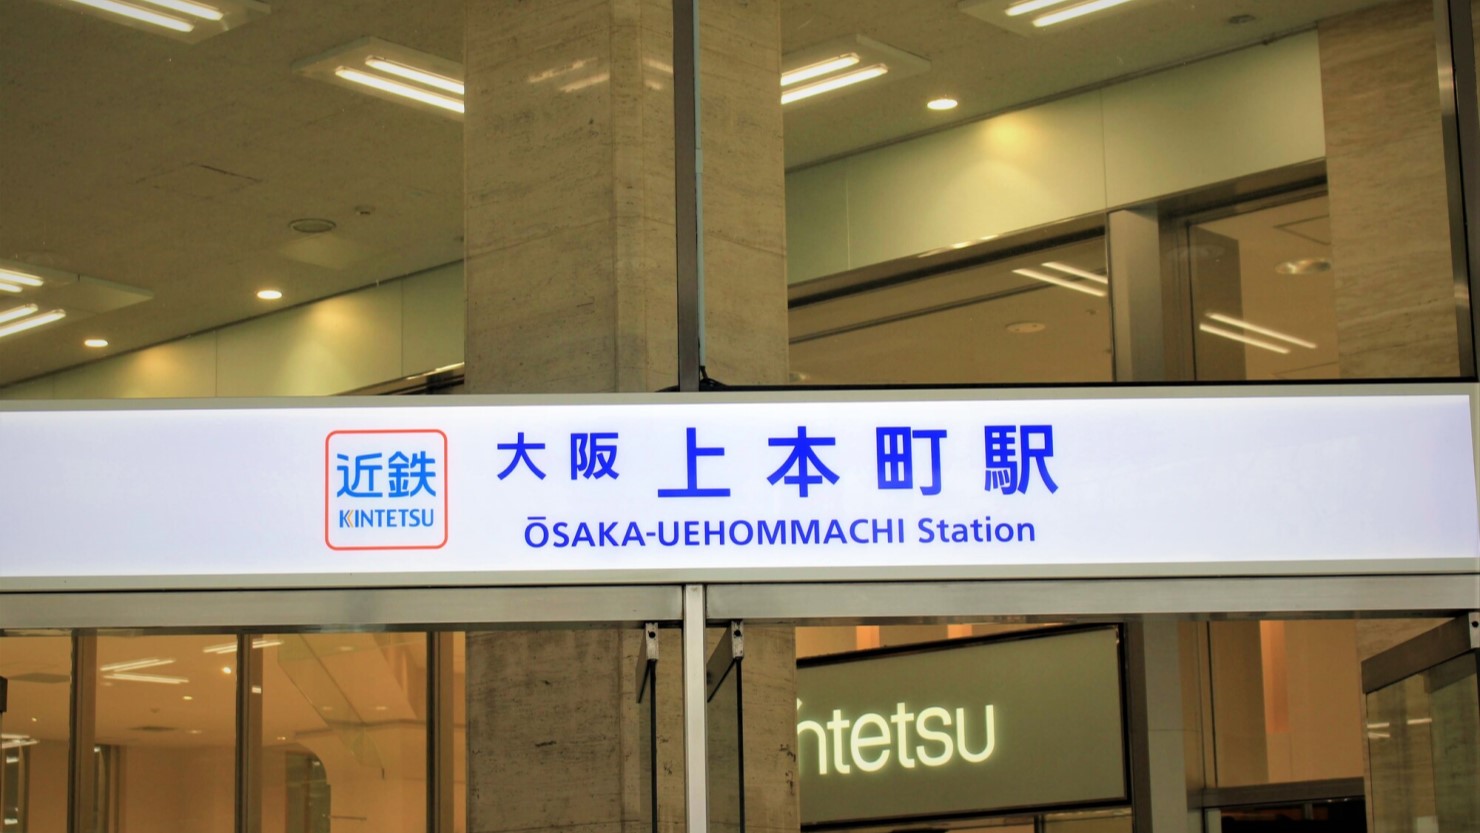 近鉄
KINTETSU
大阪 上本町駅
ŌSAKA-UEHOMMACHI Station
intetsu